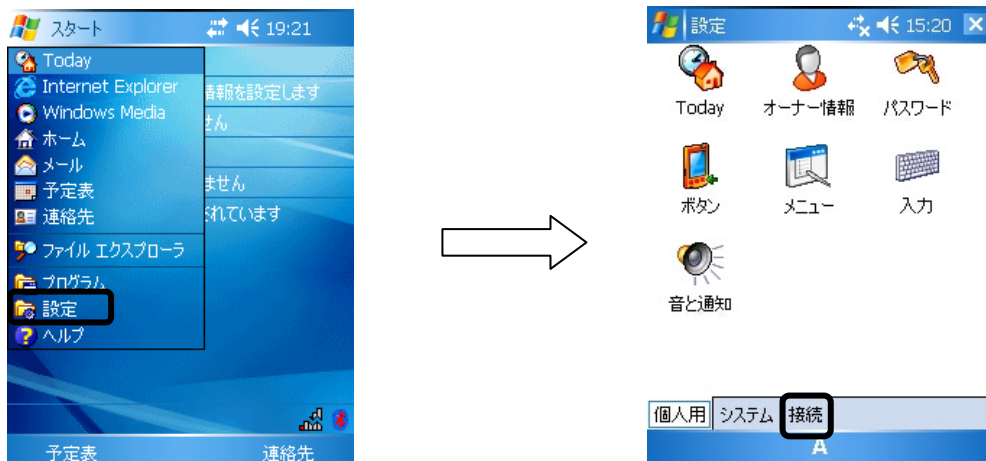 スタート 19:21
Today
Internet Explorer
情報を設定します
Windows Media
せん
ホーム
メール
ません
予定表
連絡先
されています
ファイル エクスプローラ
プログラム
設定
ヘルプ
予定表 連絡先
設定 15:20
Today オーナー情報 パスワード
ボタン メニュー 入力
音と通知
個人用 システム 接続
A